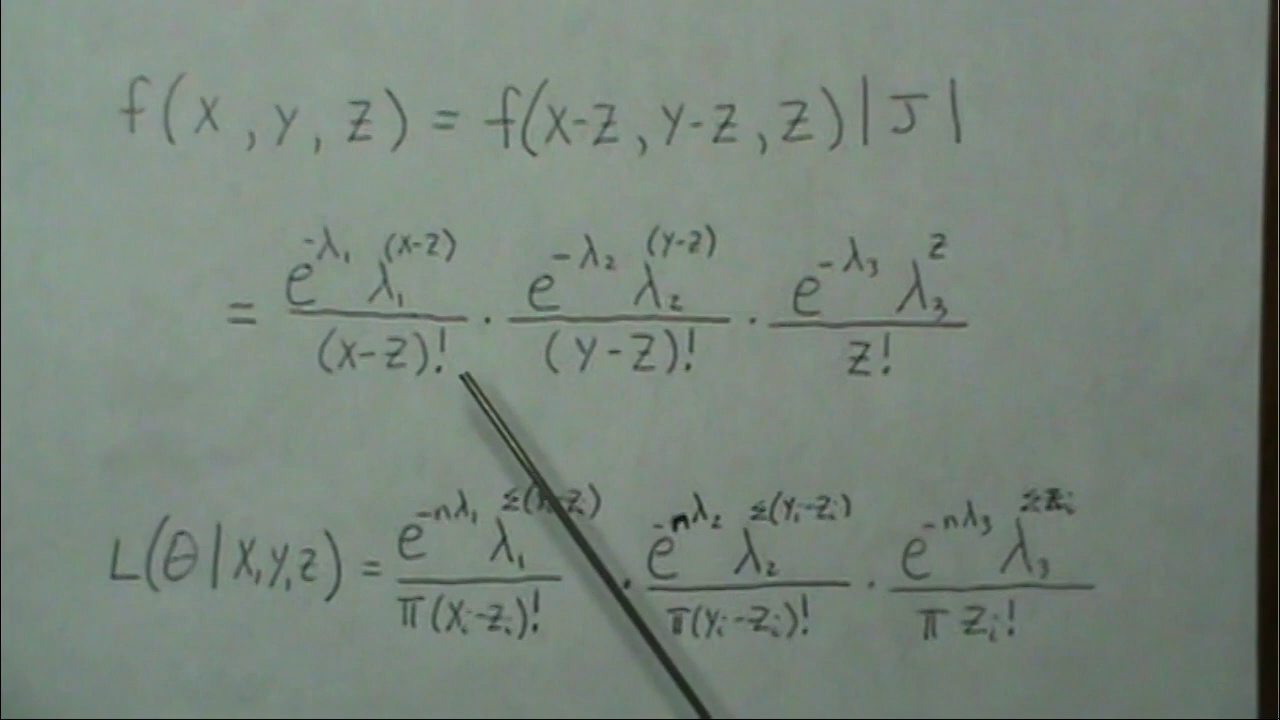 f(x, y, z) = f(x-z, y-z, z)|J|
= e^{-λ₁} λ₁^{(x-z)} / (x-z)! · e^{-λ₂} λ₂^{(y-z)} / (y-z)! · e^{-λ₃} λ₃^{z} / z!
L(θ|x,y,z) = e^{-nλ₁} λ₁^{Σ( -zᵢ)} / π(xᵢ-zᵢ)! · e^{-nλ₂} λ₂^{Σ(yᵢ-zᵢ)} / π(yᵢ-zᵢ)! · e^{-nλ₃} λ₃^{Σzᵢ} / π zᵢ!